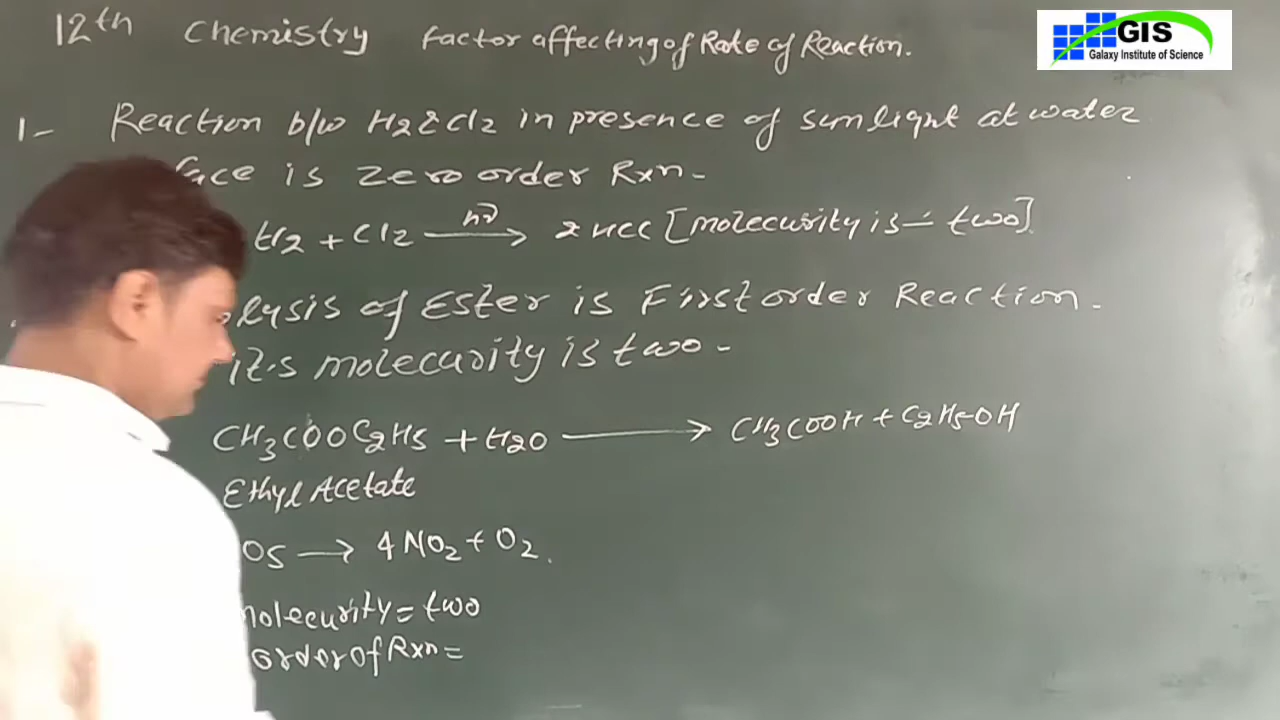 12th Chemistry factor affecting of Rate of Reaction.
GIS
Galaxy Institute of Science
1- Reaction b/w H2 & Cl2 in presence of sunlight at water
face is zero order Rxn-
H2 + Cl2 hν → 2HCl [molecurity is - two]
lysis of Ester is First order Reaction -
it's molecurity is two -
CH3COOC2H5 + H2O → CH3COOH + C2H5-OH
Ethyl Acetate
O5 → 4NO2 + O2.
molecurity = two
order of Rxn =